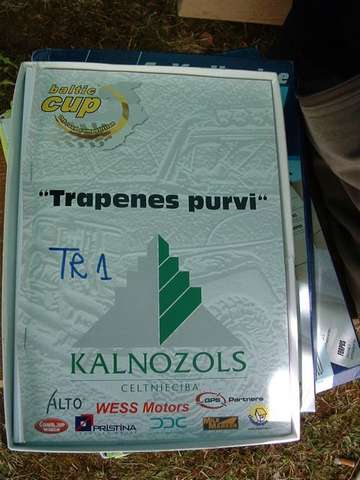 baltic
cup
"Trapenes purvi"
TR 1
KALNOZOLS
CELTNIECĪBA
ALTO
WESS Motors
GPS Partners
PRISTINA
DDC